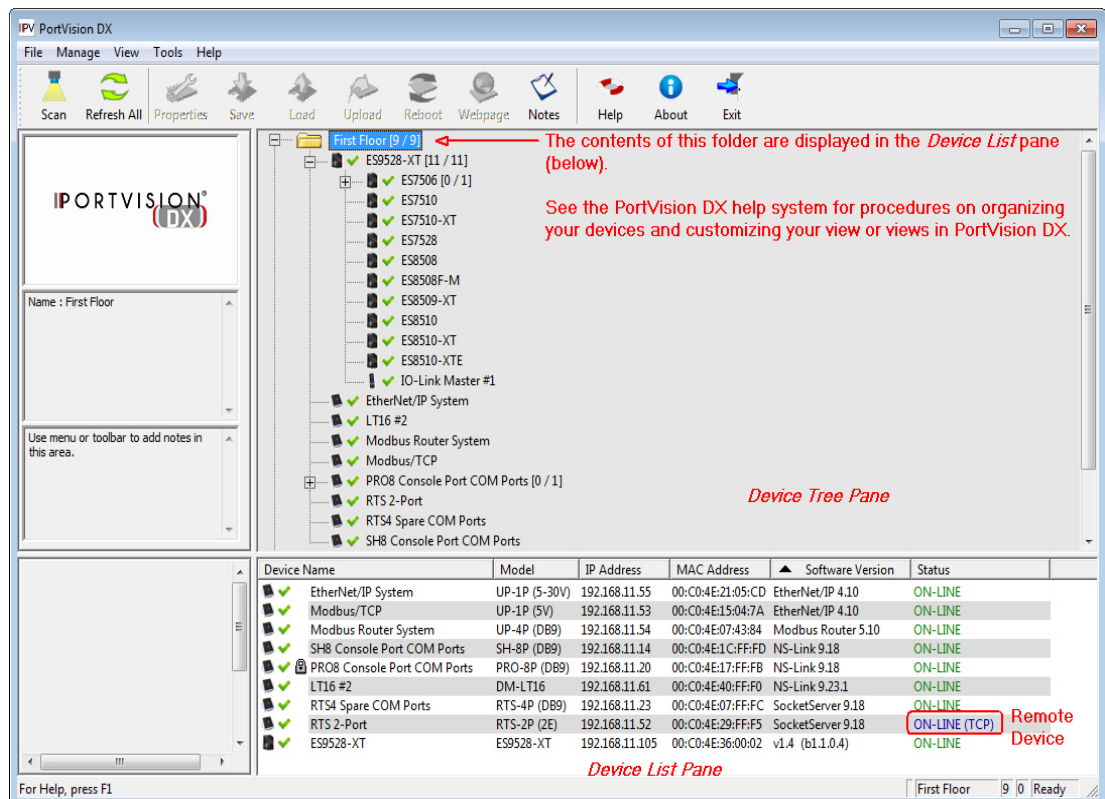 IPV PortVision DX
File Manage View Tools Help
Scan Refresh All Properties Save Load Upload Reboot Webpage Notes Help About Exit
IPORTVISION®
(DX)
Name : First Floor
Use menu or toolbar to add notes in
this area.
First Floor [9 / 9]
The contents of this folder are displayed in the Device List pane
(below).
See the PortVision DX help system for procedures on organizing
your devices and customizing your view or views in PortVision DX.
ES9528-XT [11 / 11]
ES7506 [0 / 1]
ES7510
ES7510-XT
ES7528
ES8508
ES8508F-M
ES8509-XT
ES8510
ES8510-XT
ES8510-XTE
IO-Link Master #1
EtherNet/IP System
LT16 #2
Modbus Router System
Modbus/TCP
PRO8 Console Port COM Ports [0 / 1]
RTS 2-Port
RTS4 Spare COM Ports
SH8 Console Port COM Ports
Device Tree Pane
Device Name Model IP Address MAC Address Software Version Status
EtherNet/IP System UP-1P (5-30V) 192.168.11.55 00:C0:4E:21:05:CD EtherNet/IP 4.10 ON-LINE
Modbus/TCP UP-1P (5V) 192.168.11.53 00:C0:4E:15:04:7A EtherNet/IP 4.10 ON-LINE
Modbus Router System UP-4P (DB9) 192.168.11.54 00:C0:4E:07:43:84 Modbus Router 5.10 ON-LINE
SH8 Console Port COM Ports SH-8P (DB9) 192.168.11.14 00:C0:4E:1C:FF:FD NS-Link 9.18 ON-LINE
PRO8 Console Port COM Ports PRO-8P (DB9) 192.168.11.20 00:C0:4E:17:FF:FB NS-Link 9.18 ON-LINE
LT16 #2 DM-LT16 192.168.11.61 00:C0:4E:40:FF:F0 NS-Link 9.23.1 ON-LINE
RTS4 Spare COM Ports RTS-4P (DB9) 192.168.11.23 00:C0:4E:07:FF:FC SocketServer 9.18 ON-LINE
RTS 2-Port RTS-2P (2E) 192.168.11.52 00:C0:4E:29:FF:F5 SocketServer 9.18 ON-LINE (TCP)
Remote
Device
ES9528-XT ES9528-XT 192.168.11.105 00:C0:4E:36:00:02 v1.4 (b1.1.0.4) ON-LINE
Device List Pane
For Help, press F1
First Floor 9 0 Ready